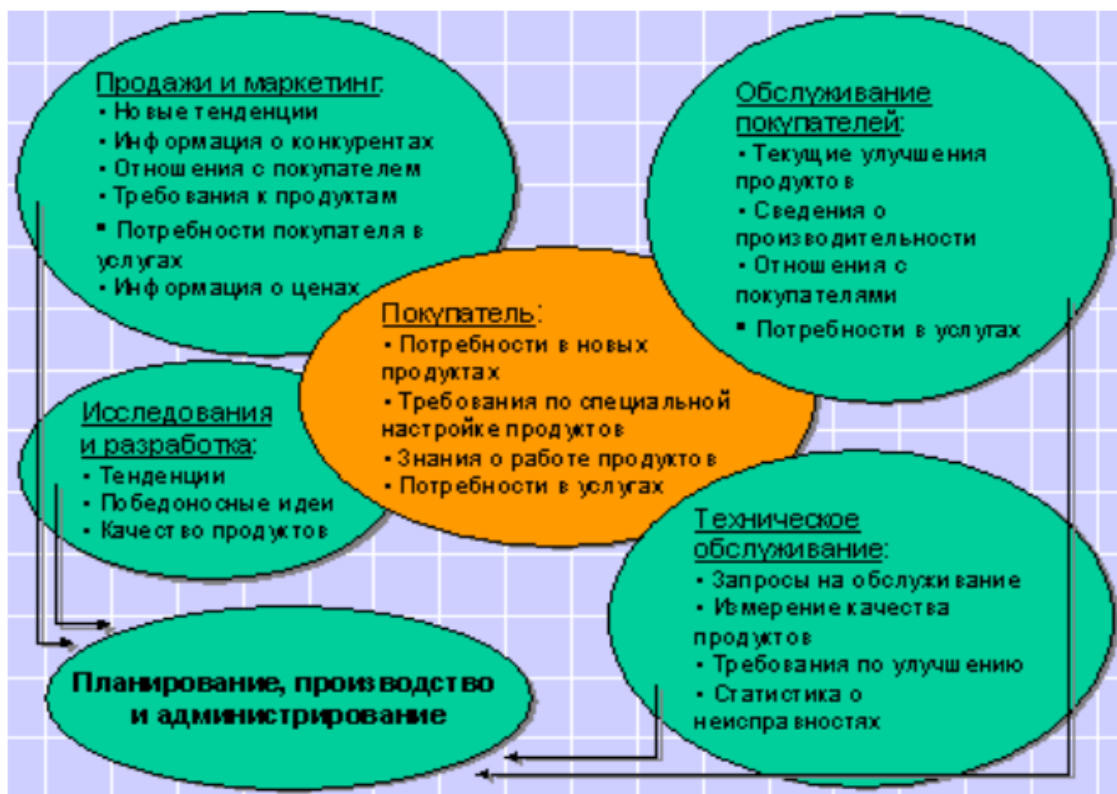 Продажи и маркетинг:
• Новые тенденции
• Информация о конкурентах
• Отношения с покупателем
• Требования к продуктам
▪ Потребности покупателя в
услугах
• Информация о ценах
Обслуживание
покупателей:
• Текущие улучшения
продуктов
• Сведения о
производительности
• Отношения с
покупателями
▪ Потребности в услугах
Покупатель:
• Потребности в новых
продуктах
• Требования по специальной
настройке продуктов
• Знания о работе продуктов
• Потребности в услугах
Исследования
и разработка:
• Тенденции
• Победоносные идеи
• Качество продуктов
Техническое
обслуживание:
• Запросы на обслуживание
• Измерение качества
продуктов
• Требования по улучшению
• Статистика о
неисправностях
Планирование, производство
и администрирование